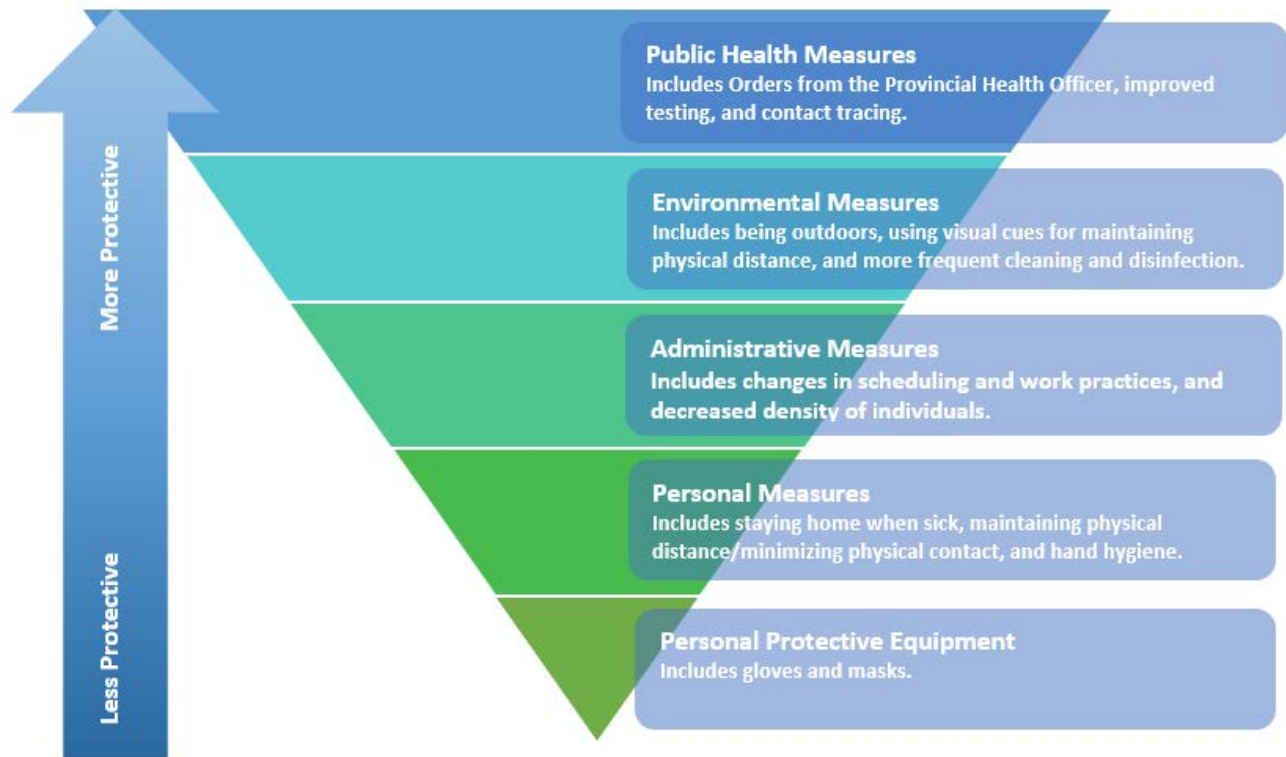 More Protective
Less Protective
Public Health Measures
Includes Orders from the Provincial Health Officer, improved
testing, and contact tracing.
Environmental Measures
Includes being outdoors, using visual cues for maintaining
physical distance, and more frequent cleaning and disinfection.
Administrative Measures
Includes changes in scheduling and work practices, and
decreased density of individuals.
Personal Measures
Includes staying home when sick, maintaining physical
distance/minimizing physical contact, and hand hygiene.
Personal Protective Equipment
Includes gloves and masks.